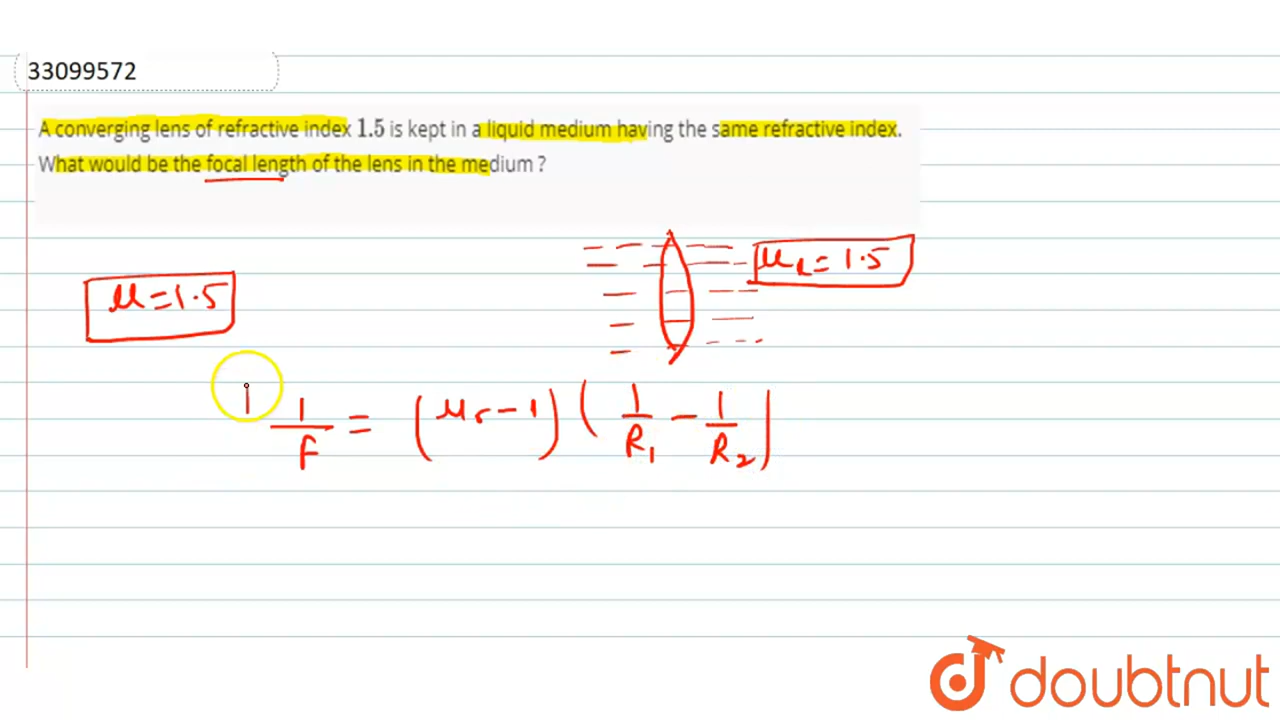 33099572
A converging lens of refractive index 1.5 is kept in a liquid medium having the same refractive index.
What would be the focal length of the lens in the medium ?
μ=1.5
μL=1.5
1/F = (μr-1) (1/R1 - 1/R2)
doubtnut